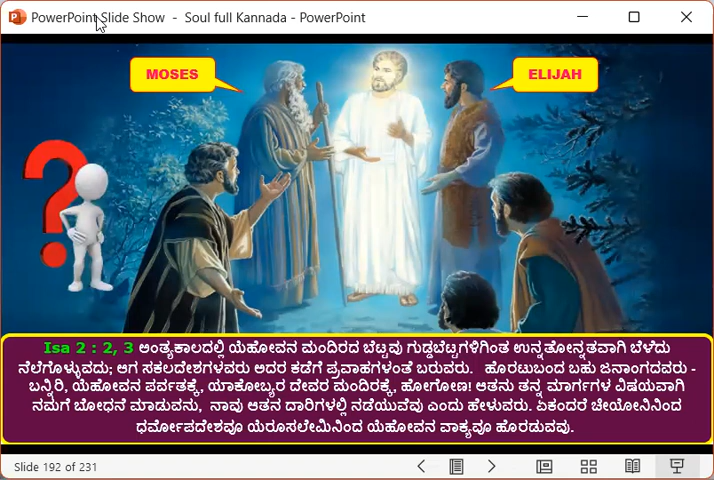 PowerPoint Slide Show - Soul full Kannada - PowerPoint
MOSES
ELIJAH
?
Isa 2 : 2, 3 ಅಂತ್ಯಕಾಲದಲ್ಲಿ ಯೆಹೋವನ ಮಂದಿರದ ಬೆಟ್ಟವು ಗುಡ್ಡಬೆಟ್ಟಗಳಿಗಿಂತ ಉನ್ನತೋನ್ನತವಾಗಿ ಬೆಳೆದು
ನೆಲೆಗೊಳ್ಳುವದು; ಆಗ ಸಕಲದೇಶಗಳವರು ಅದರ ಕಡೆಗೆ ಪ್ರವಾಹಗಳಂತೆ ಬರುವರು. ಹೊರಟುಬಂದ ಬಹು ಜನಾಂಗದವರು -
ಬನ್ನಿರಿ, ಯೆಹೋವನ ಪರ್ವತಕ್ಕೆ, ಯಾಕೋಬ್ಯರ ದೇವರ ಮಂದಿರಕ್ಕೆ, ಹೋಗೋಣ! ಆತನು ತನ್ನ ಮಾರ್ಗಗಳ ವಿಷಯವಾಗಿ
ನಮಗೆ ಬೋಧನೆ ಮಾಡುವನು, ನಾವು ಆತನ ದಾರಿಗಳಲ್ಲಿ ನಡೆಯುವೆವು ಎಂದು ಹೇಳುವರು. ಏಕಂದರೆ ಚೀಯೋನಿನಿಂದ
ಧರ್ಮೋಪದೇಶವೂ ಯೆರೂಸಲೇಮಿನಿಂದ ಯೆಹೋವನ ವಾಕ್ಯವೂ ಹೊರಡುವವು.
Slide 192 of 231